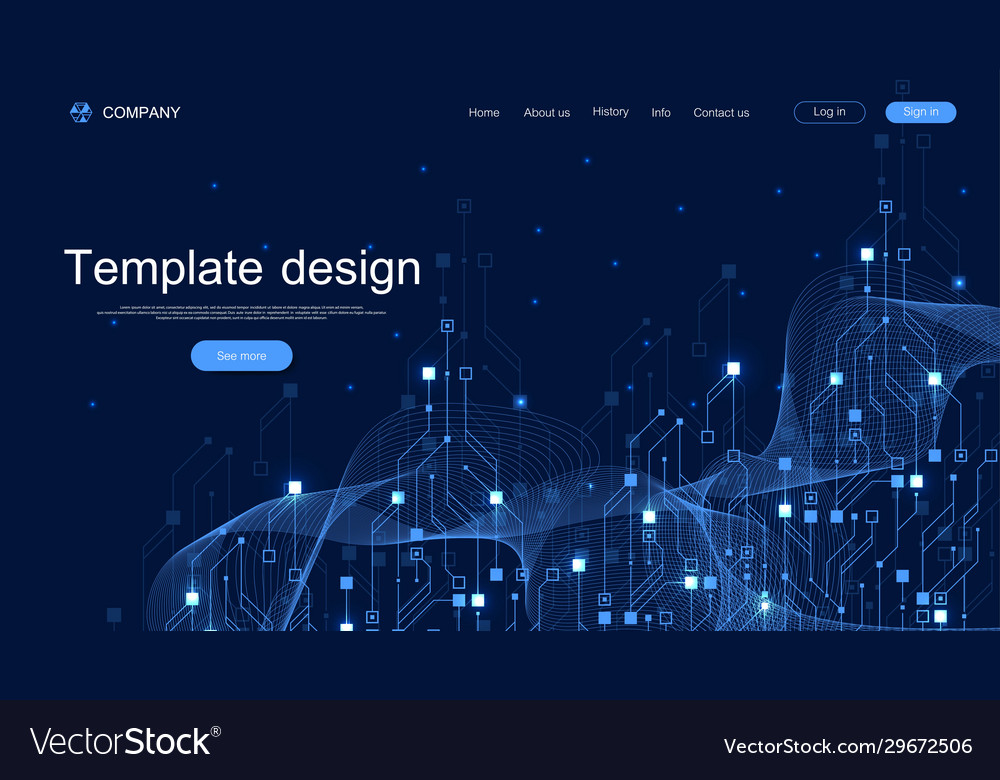 COMPANY
Home About us History Info Contact us Log in Sign in
Template design
Lorem ipsum dolor sit amet, consectetur adipiscing elit, sed do eiusmod tempor incididunt ut labore et dolore magna aliqua. Ut enim ad minim veniam,
quis nostrud exercitation ullamco laboris nisi ut aliquip ex ea commodo consequat. Duis aute irure dolor in reprehenderit in voluptate velit esse cillum dolore eu fugiat nulla pariatur.
Excepteur sint occaecat cupidatat non proident, sunt in culpa qui officia deserunt mollit anim id est laborum.
See more
VectorStock®
VectorStock.com/29672506